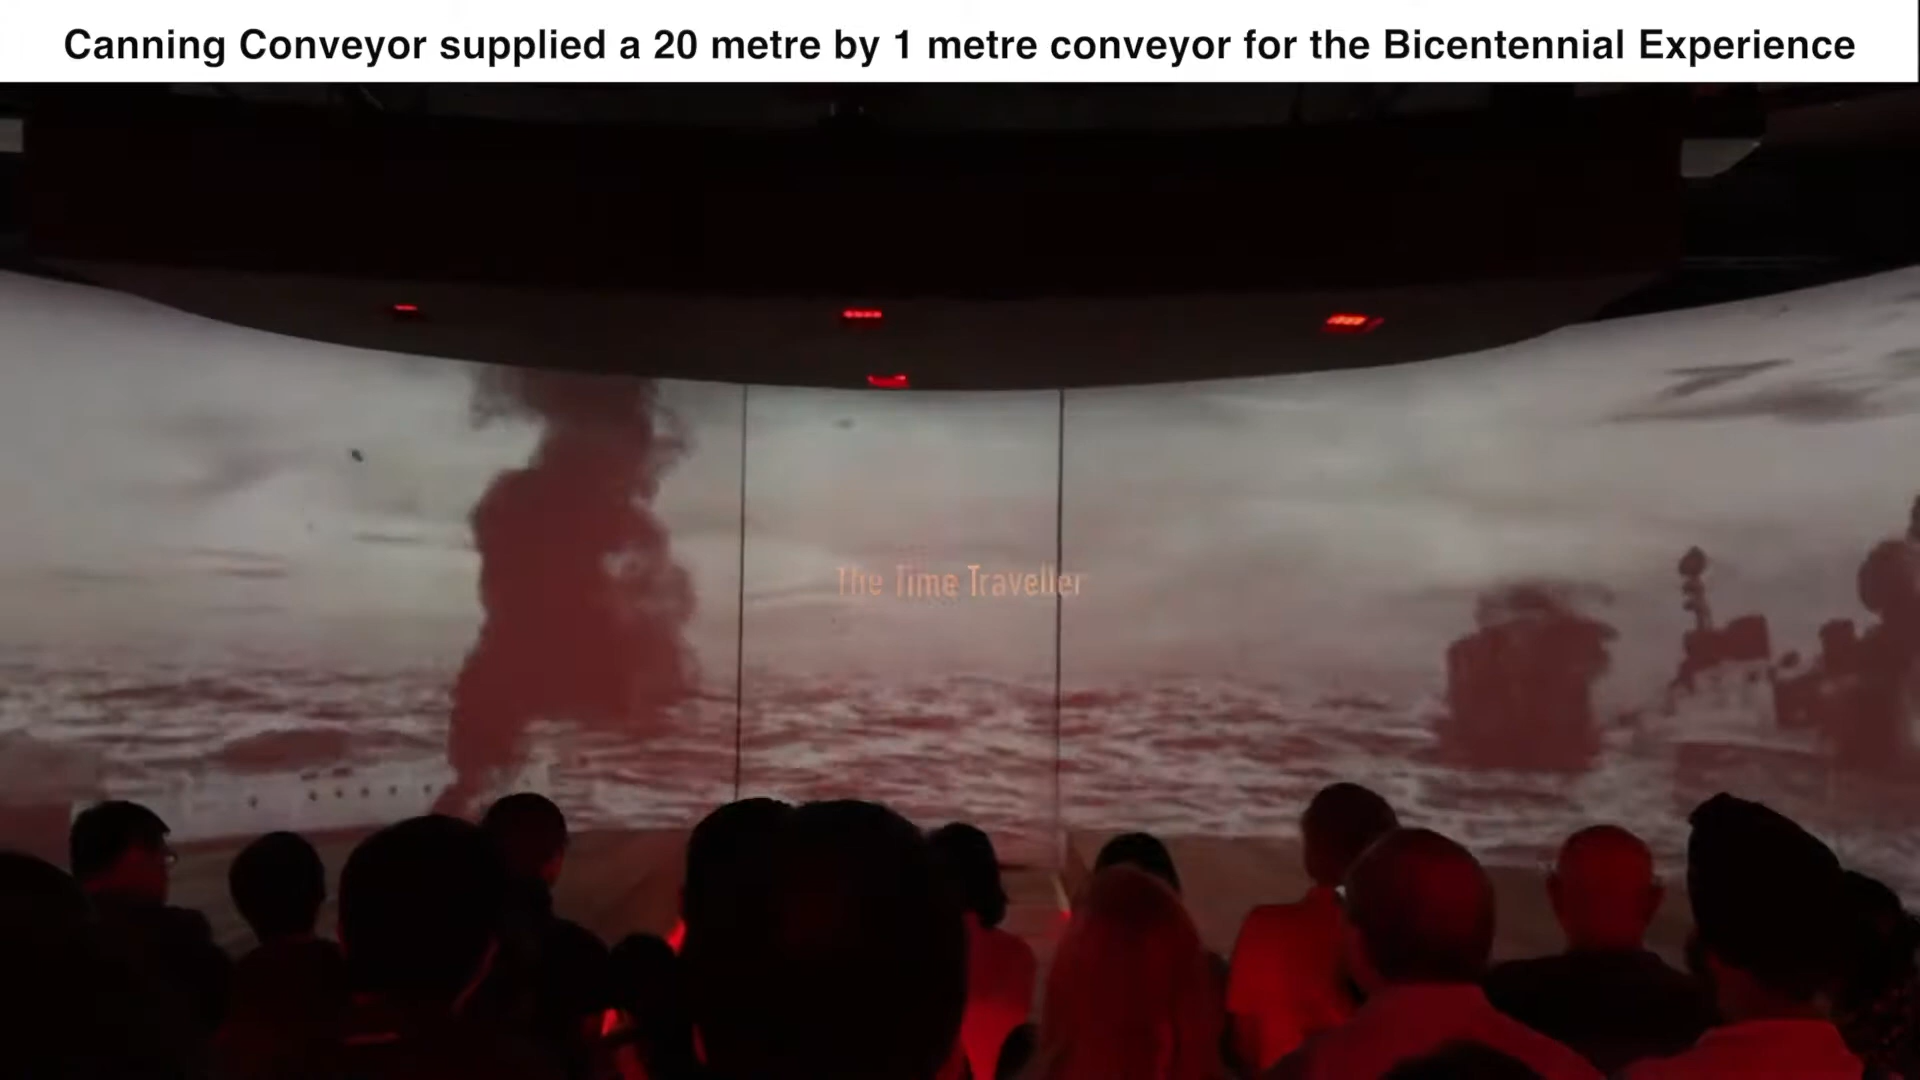 Canning Conveyor supplied a 20 metre by 1 metre conveyor for the Bicentennial Experience
The Time Traveller